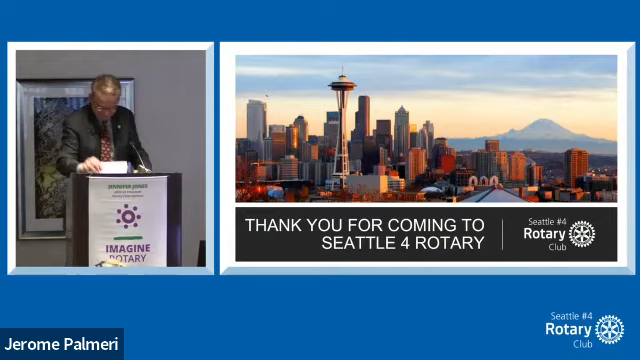 JENNIFER JONES
IMAGINE
ROTARY
THANK YOU FOR COMING TO
SEATTLE 4 ROTARY
Seattle #4
Rotary
Club
Seattle #4
Rotary
Club
Jerome Palmeri